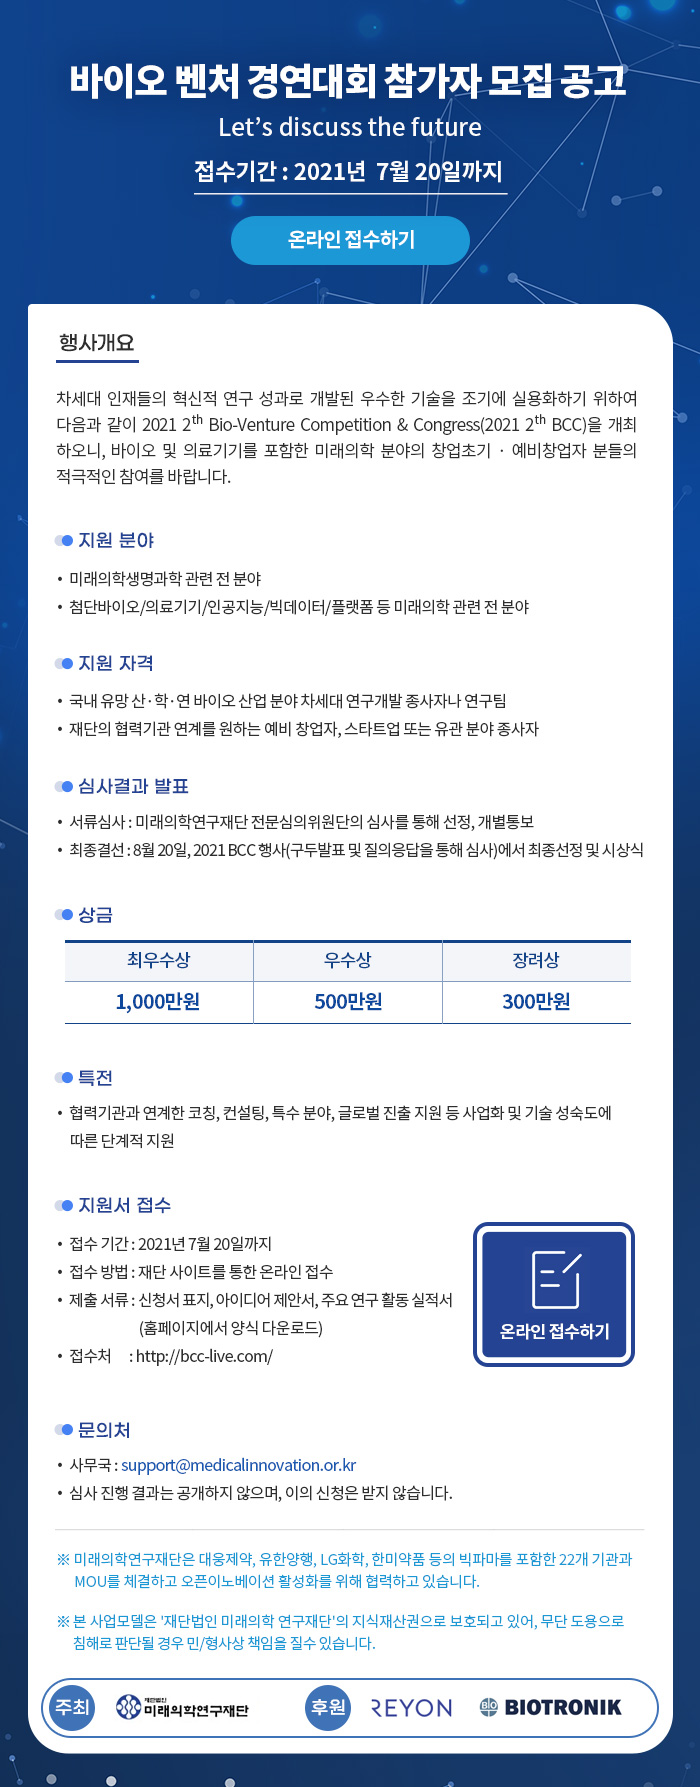 바이오 벤처 경연대회 참가자 모집 공고
Let's discuss the future
접수기간 : 2021년 7월 20일까지
온라인 접수하기
행사개요
차세대 인재들의 혁신적 연구 성과로 개발된 우수한 기술을 조기에 실용화하기 위하여
다음과 같이 2021 2th Bio-Venture Competition & Congress(2021 2th BCC)을 개최
하오니, 바이오 및 의료기기를 포함한 미래의학 분야의 창업초기 · 예비창업자 분들의
적극적인 참여를 바랍니다.
지원 분야
• 미래의학생명과학 관련 전 분야
• 첨단바이오/의료기기/인공지능/빅데이터/플랫폼 등 미래의학 관련 전 분야
지원 자격
• 국내 유망 산·학·연 바이오 산업 분야 차세대 연구개발 종사자나 연구팀
• 재단의 협력기관 연계를 원하는 예비 창업자, 스타트업 또는 유관 분야 종사자
심사결과 발표
• 서류심사 : 미래의학연구재단 전문심의위원단의 심사를 통해 선정, 개별통보
• 최종결선 : 8월 20일, 2021 BCC 행사(구두발표 및 질의응답을 통해 심사)에서 최종선정 및 시상식
상금
최우수상 우수상 장려상
1,000만원 500만원 300만원
특전
• 협력기관과 연계한 코칭, 컨설팅, 특수 분야, 글로벌 진출 지원 등 사업화 및 기술 성숙도에
따른 단계적 지원
지원서 접수
• 접수 기간 : 2021년 7월 20일까지
• 접수 방법 : 재단 사이트를 통한 온라인 접수
• 제출 서류 : 신청서 표지, 아이디어 제안서, 주요 연구 활동 실적서
(홈페이지에서 양식 다운로드)
• 접수처 : http://bcc-live.com/
온라인 접수하기
문의처
• 사무국 : support@medicalinnovation.or.kr
• 심사 진행 결과는 공개하지 않으며, 이의 신청은 받지 않습니다.
※ 미래의학연구재단은 대웅제약, 유한양행, LG화학, 한미약품 등의 빅파마를 포함한 22개 기관과
MOU를 체결하고 오픈이노베이션 활성화를 위해 협력하고 있습니다.
※ 본 사업모델은 '재단법인 미래의학 연구재단'의 지식재산권으로 보호되고 있어, 무단 도용으로
침해로 판단될 경우 민/형사상 책임을 질수 있습니다.
주최 재단법인 미래의학연구재단 후원 REYON BIO BIOTRONIK